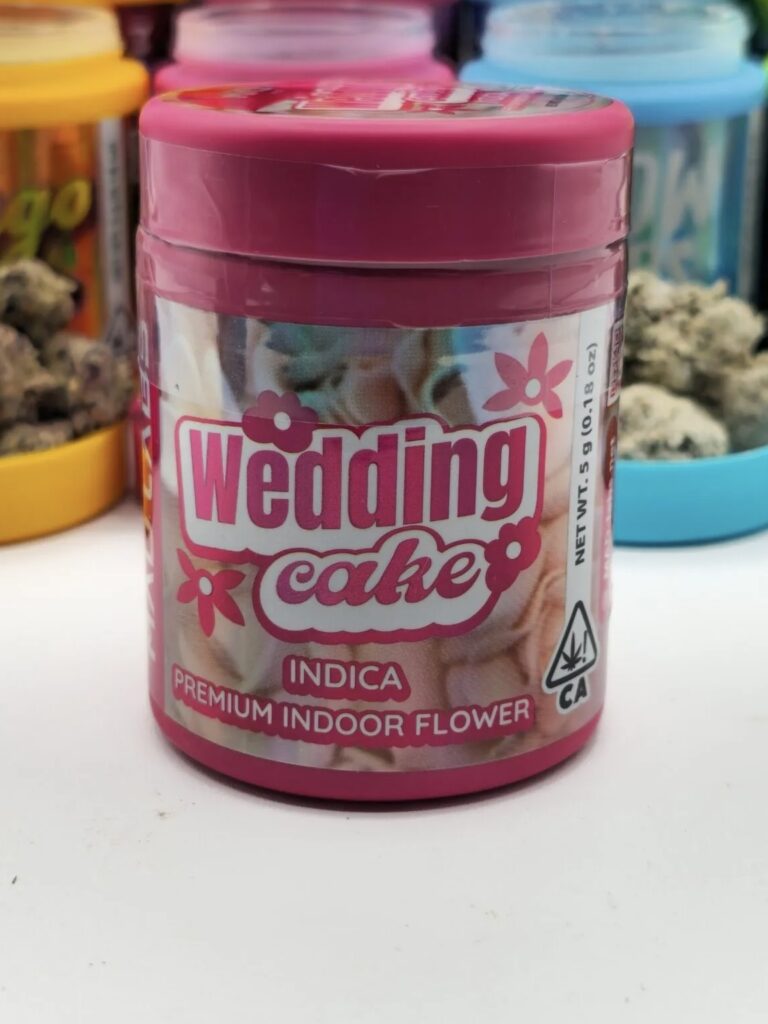 Wedding
cake
INDICA
PREMIUM INDOOR FLOWER
NET WT. 5 g (0.18 oz)
CA